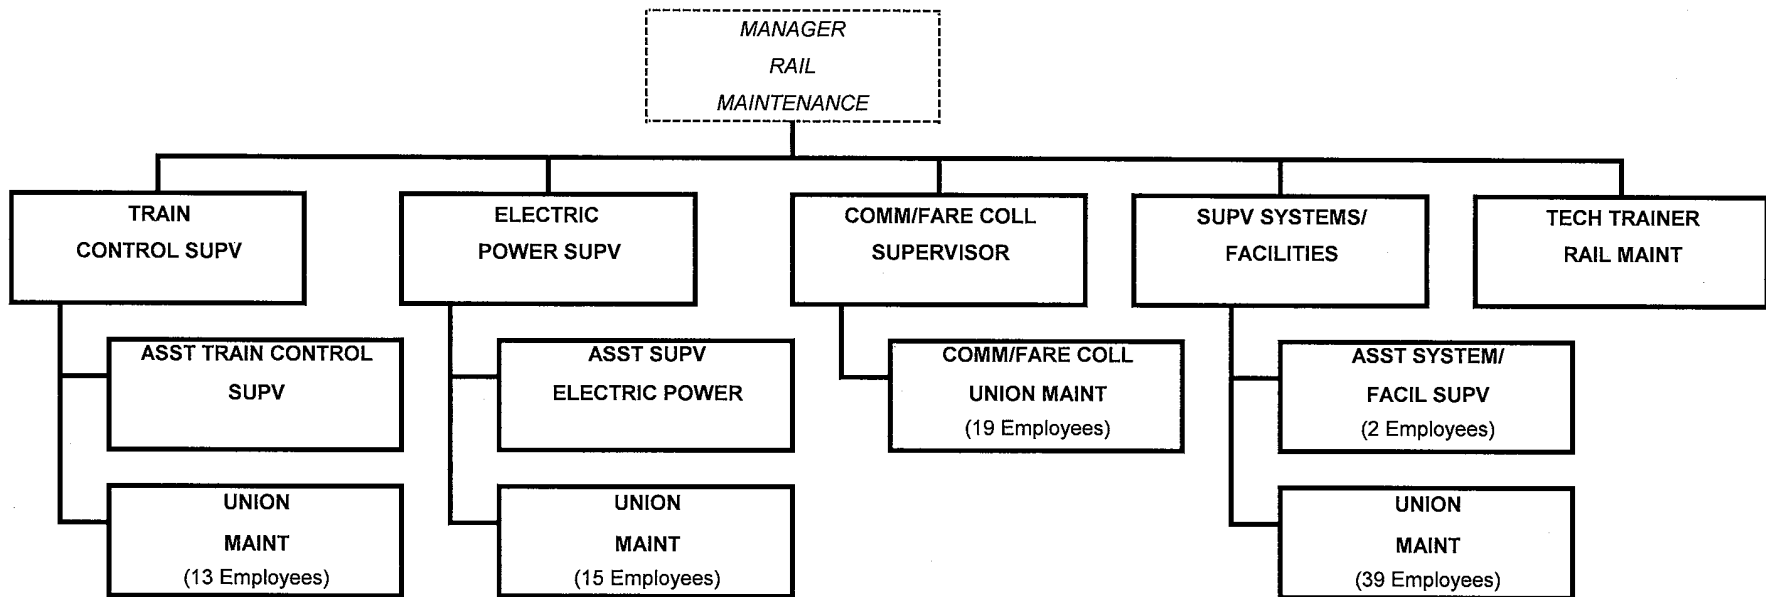 MANAGER
RAIL
MAINTENANCE
TRAIN
CONTROL SUPV
ELECTRIC
POWER SUPV
COMM/FARE COLL
SUPERVISOR
SUPV SYSTEMS/
FACILITIES
TECH TRAINER
RAIL MAINT
ASST TRAIN CONTROL
SUPV
ASST SUPV
ELECTRIC POWER
COMM/FARE COLL
UNION MAINT
(19 Employees)
ASST SYSTEM/
FACIL SUPV
(2 Employees)
UNION
MAINT
(13 Employees)
UNION
MAINT
(15 Employees)
UNION
MAINT
(39 Employees)